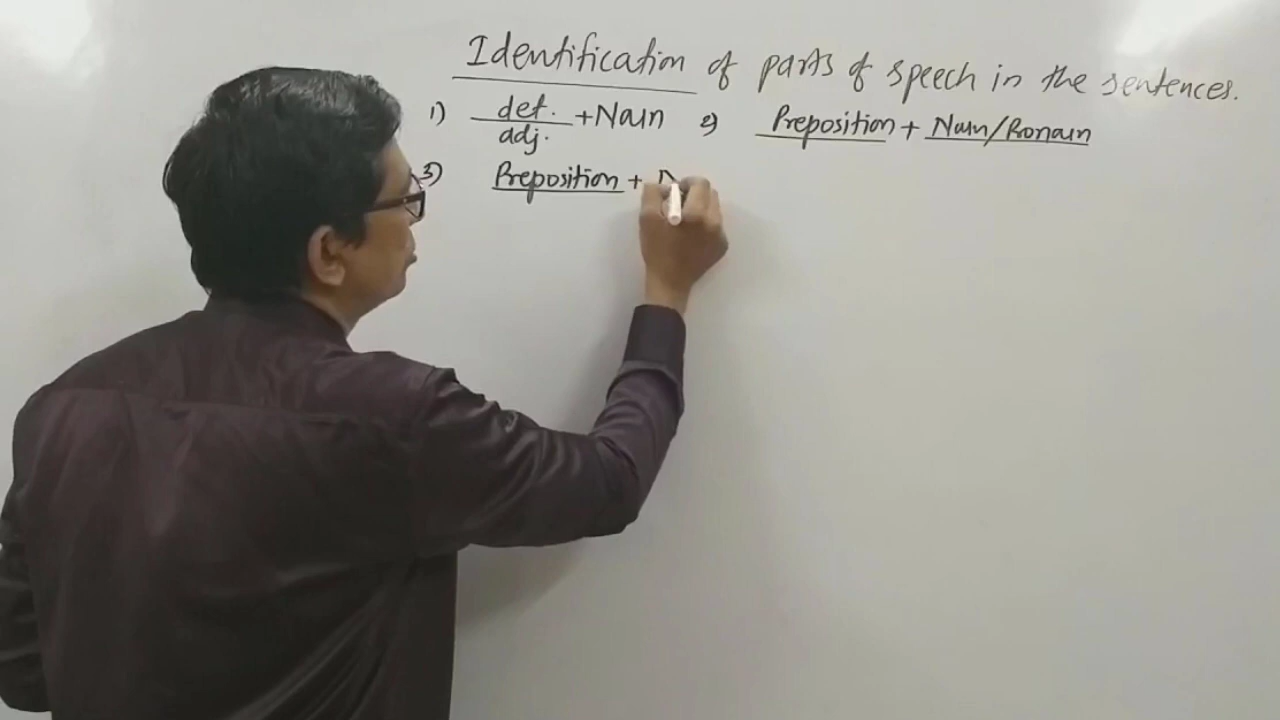 Identification of parts of speech in the sentences.
1) det. + Noun 2) Preposition + Noun/Pronoun
adj.
3) Preposition +